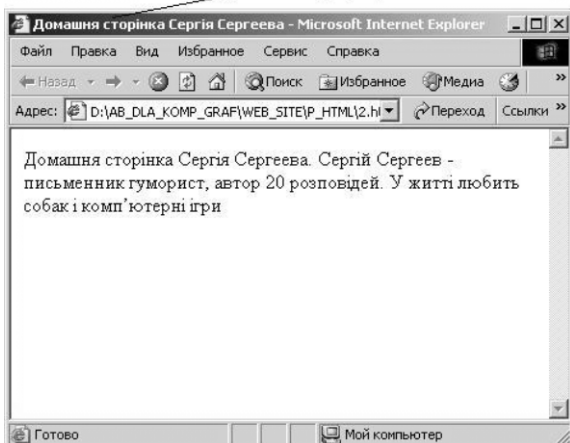 Домашня сторінка Сергія Сергеева - Microsoft Internet Explorer
Файл Правка Вид Избранное Сервис Справка
Назад Поиск Избранное Медиа »
Адрес: D:\AB_DLA_KOMP_GRAF\WEB_SITE\P_HTML\2.h Переход Ссылки »
Домашня сторінка Сергія Сергеева. Сергій Сергеев -
письменник гуморист, автор 20 розповідей. У житті любить
собак і комп'ютерні ігри
Готово Мой компьютер